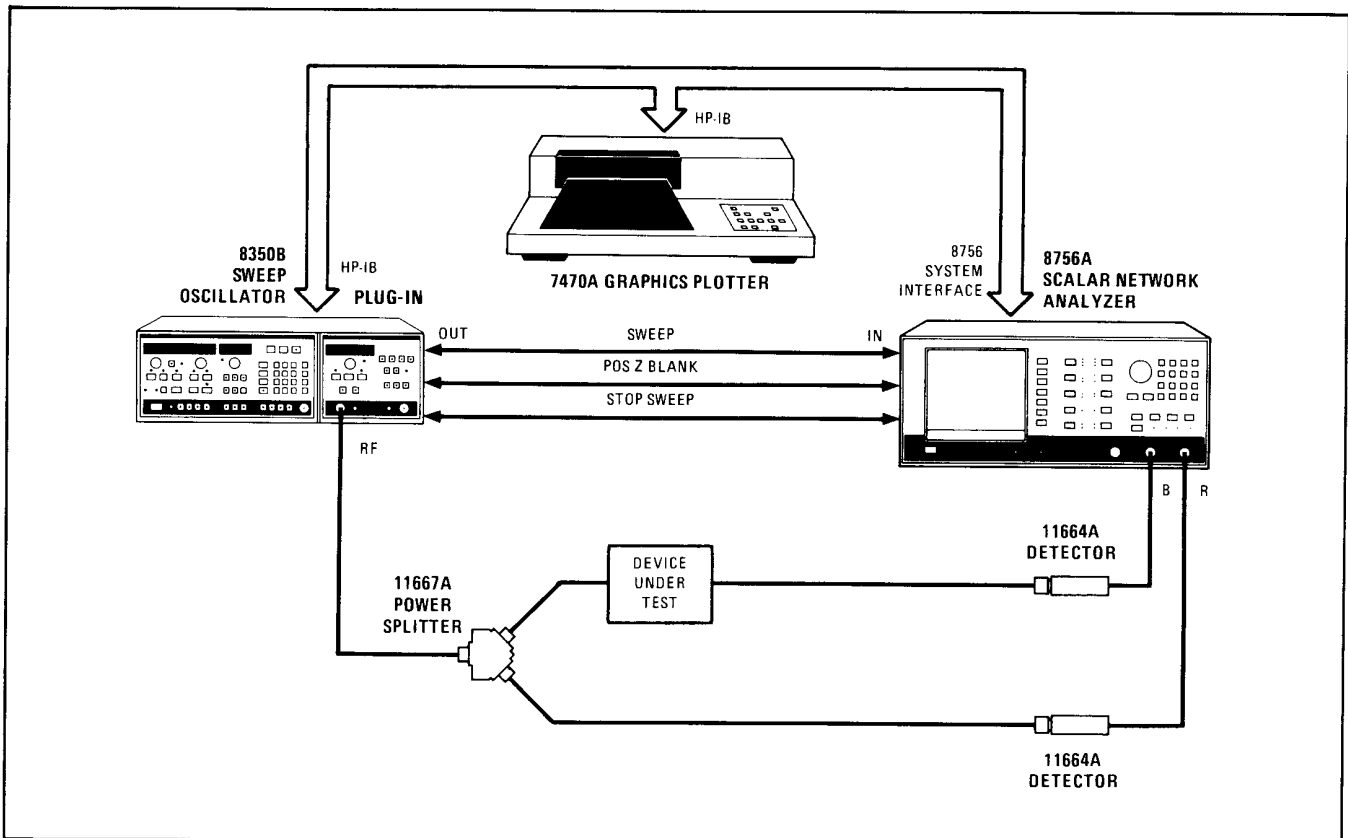 HP-IB
8350B
SWEEP
OSCILLATOR
HP-IB
PLUG-IN
7470A GRAPHICS PLOTTER
8756
SYSTEM
INTERFACE
8756A
SCALAR NETWORK
ANALYZER
OUT
SWEEP
IN
POS Z BLANK
STOP SWEEP
RF
B
R
11664A
DETECTOR
DEVICE
UNDER
TEST
11667A
POWER
SPLITTER
11664A
DETECTOR